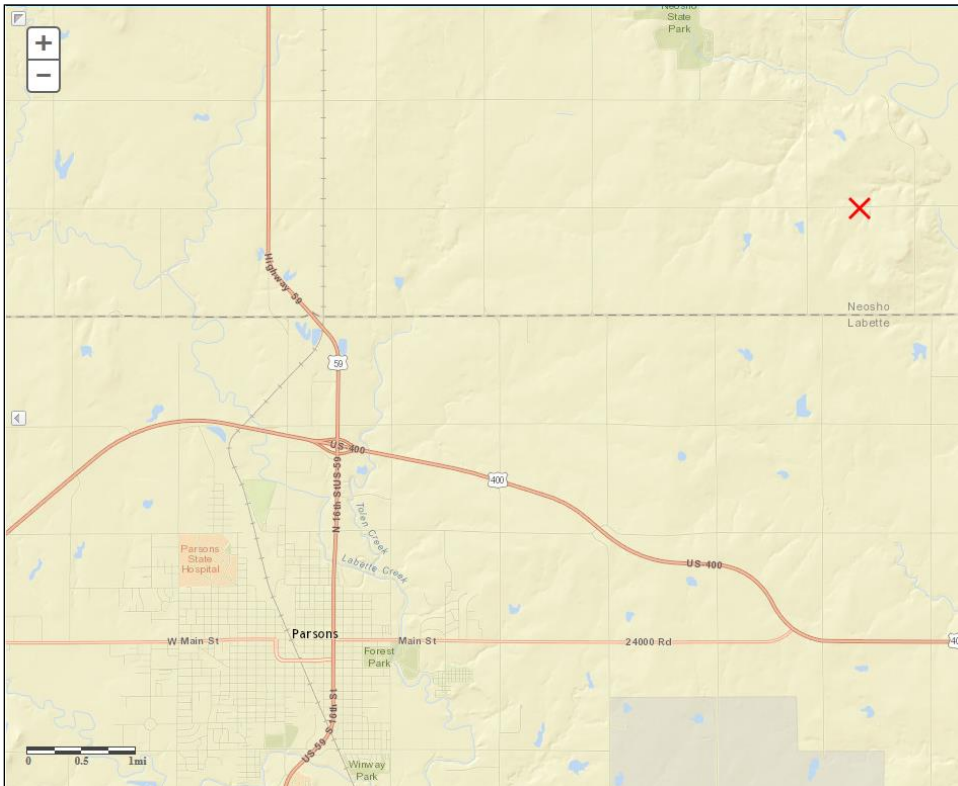 Neosho
State
Park
+
−
Highway 59
Neosho
Labette
59
US-400
400
N 16th St
US-59
Tolen Creek
Labette Creek
US-400
Parsons
State
Hospital
W Main St
Parsons
Main St
24000 Rd
40
Forest
Park
S 16th St
US-59
Winway
Park
0 0.5 1mi